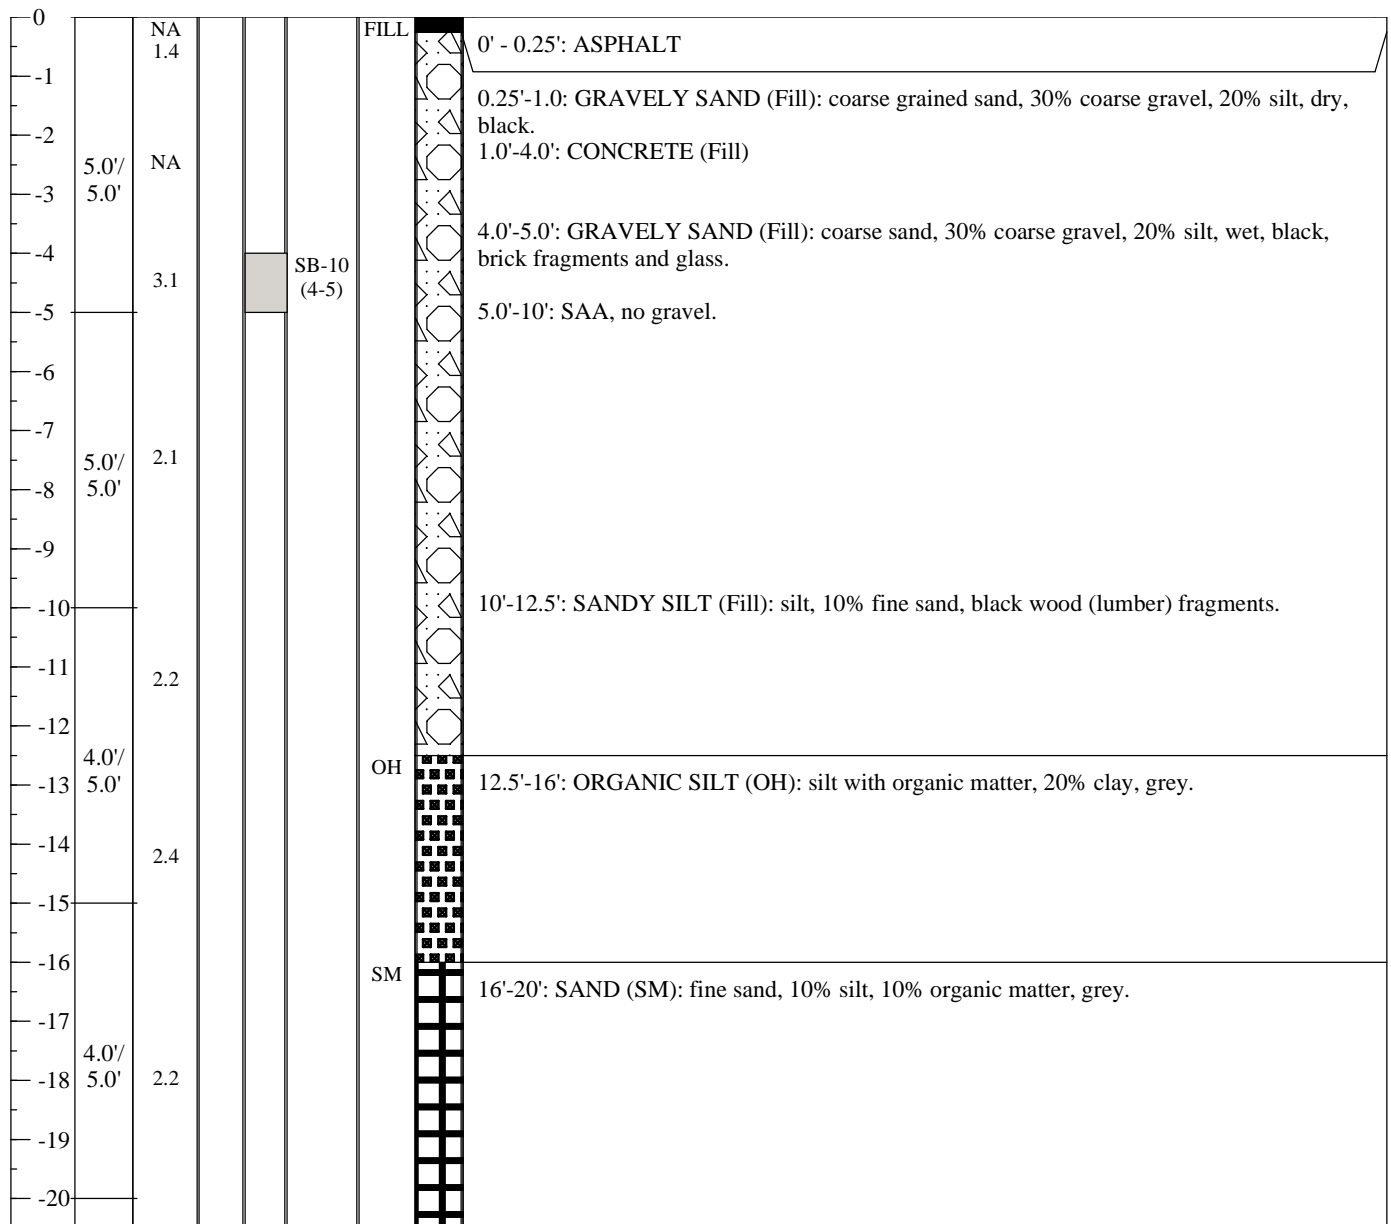 0
NA
FILL
1.4
0' - 0.25': ASPHALT
-1
0.25'-1.0: GRAVELY SAND (Fill): coarse grained sand, 30% coarse gravel, 20% silt, dry,
black.
-2
1.0'-4.0': CONCRETE (Fill)
5.0'/
5.0'
NA
-3
4.0'-5.0': GRAVELY SAND (Fill): coarse sand, 30% coarse gravel, 20% silt, wet, black,
brick fragments and glass.
-4
3.1
SB-10
(4-5)
-5
5.0'-10': SAA, no gravel.
-6
-7
5.0'/
5.0'
2.1
-8
-9
-10
10'-12.5': SANDY SILT (Fill): silt, 10% fine sand, black wood (lumber) fragments.
-11
2.2
-12
4.0'/
5.0'
OH
-13
12.5'-16': ORGANIC SILT (OH): silt with organic matter, 20% clay, grey.
-14
2.4
-15
-16
SM
16'-20': SAND (SM): fine sand, 10% silt, 10% organic matter, grey.
-17
4.0'/
5.0'
-18
2.2
-19
-20